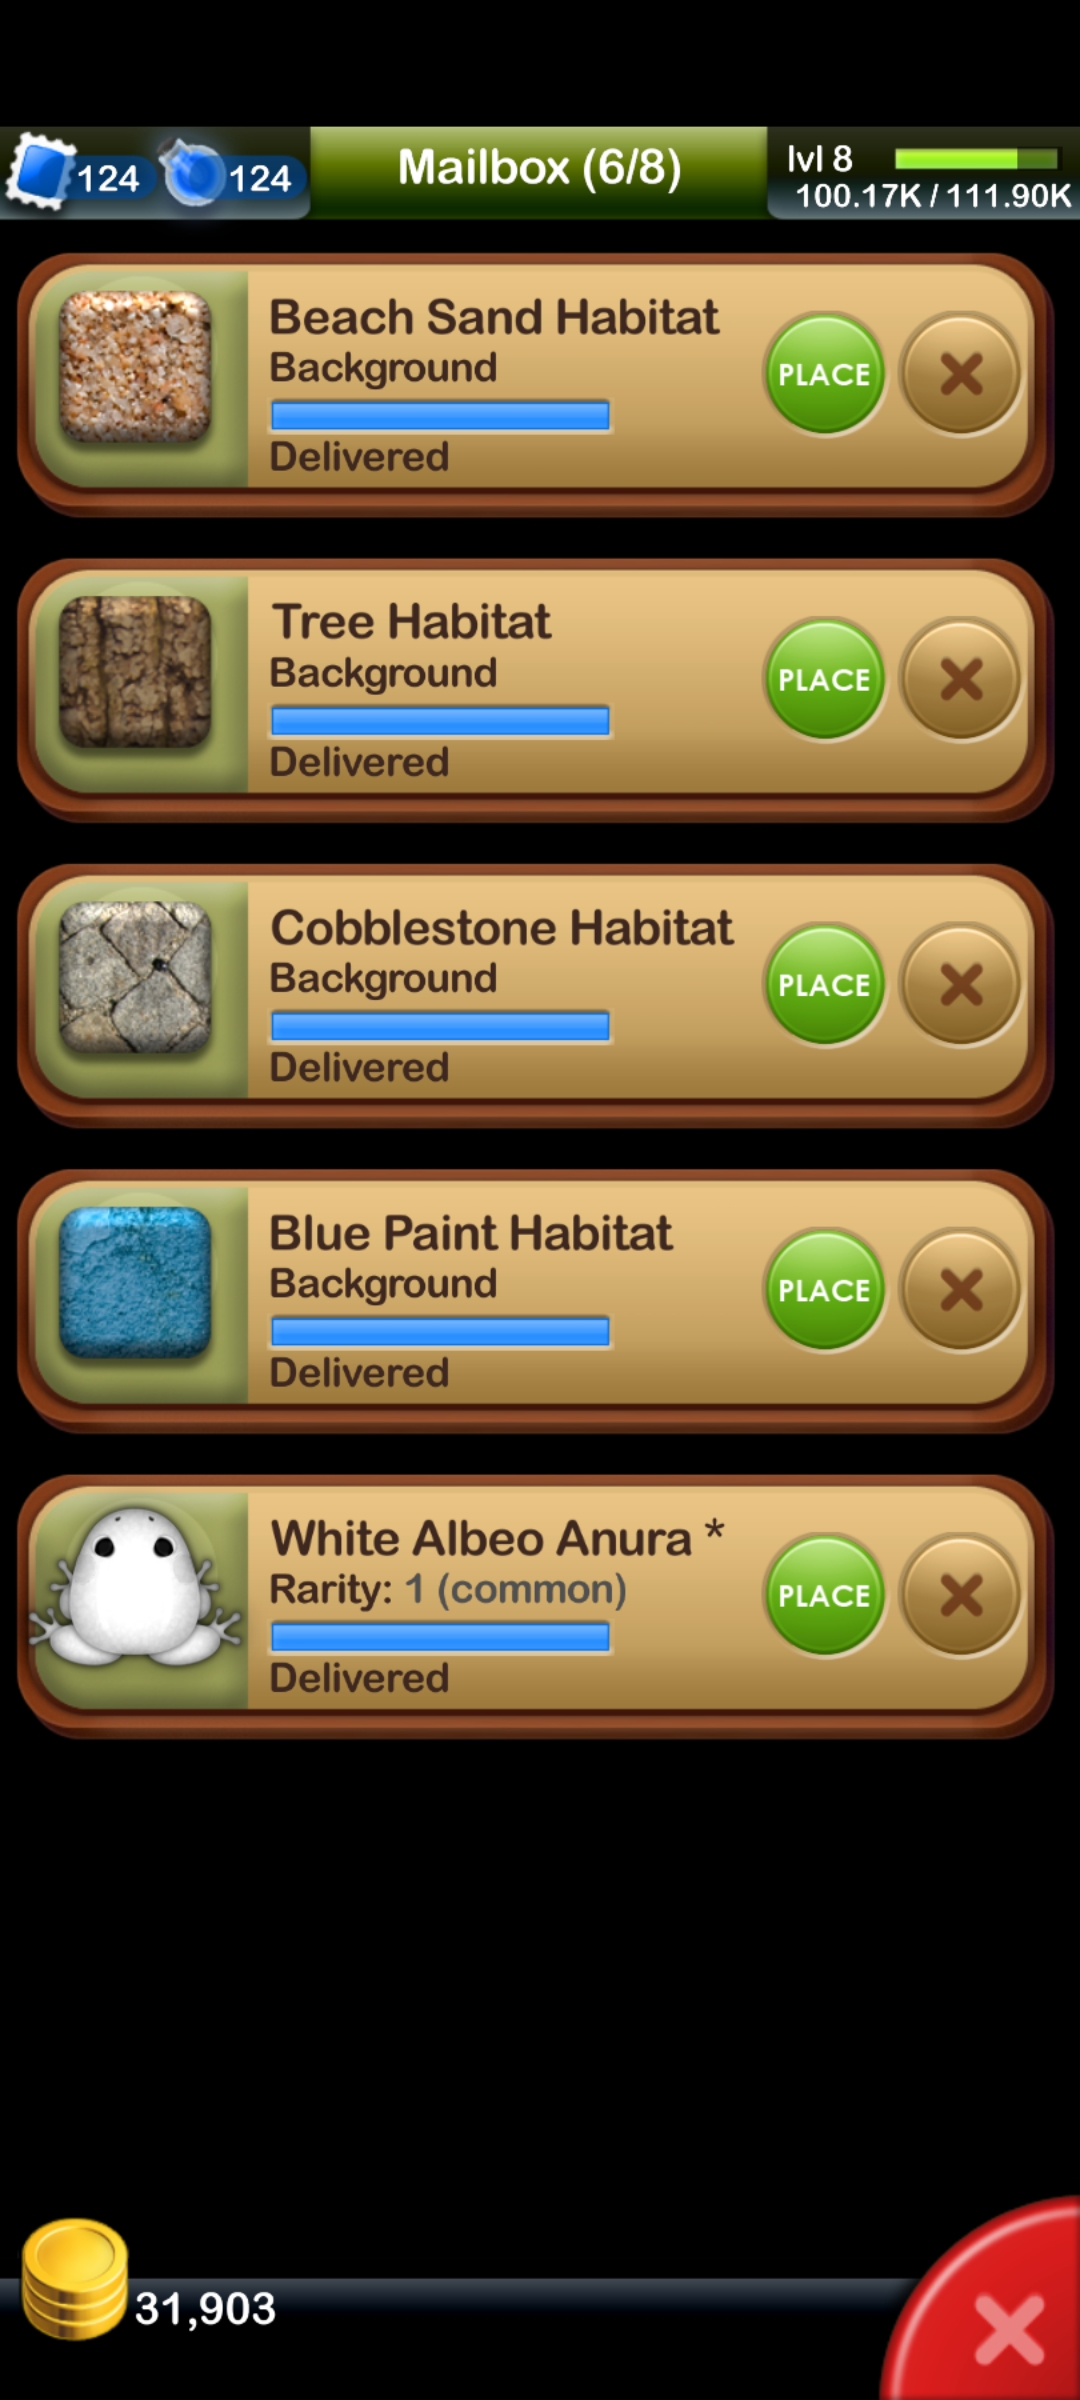 124 124 Mailbox (6/8) lvl 8
100.17K / 111.90K
Beach Sand Habitat
Background
PLACE
Delivered
Tree Habitat
Background
PLACE
Delivered
Cobblestone Habitat
Background
PLACE
Delivered
Blue Paint Habitat
Background
PLACE
Delivered
White Albeo Anura *
Rarity: 1 (common)
PLACE
Delivered
31,903